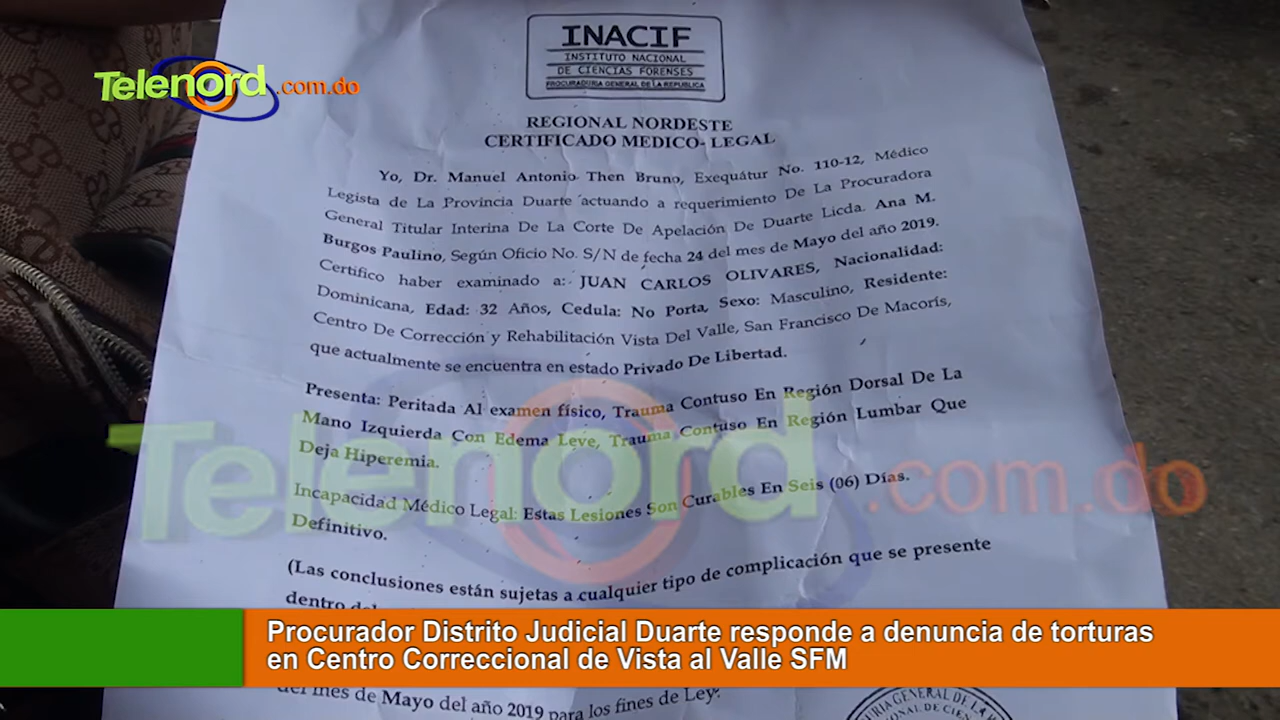 Telenord.com.do
INACIF
INSTITUTO NACIONAL
DE CIENCIAS FORENSES
PROCURADURIA GENERAL DE LA REPUBLICA
REGIONAL NORDESTE
CERTIFICADO MEDICO- LEGAL
Yo, Dr. Manuel Antonio Then Bruno, Exequátur No. 110-12, Médico
Legista de La Provincia Duarte actuando a requerimiento De La Procuradora
General Titular Interina De La Corte De Apelación De Duarte Licda. Ana M.
Burgos Paulino, Según Oficio No. S/N de fecha 24 del mes de Mayo del año 2019.
Certifico haber examinado a: JUAN CARLOS OLIVARES, Nacionalidad:
Dominicana, Edad: 32 Años, Cedula: No Porta, Sexo: Masculino, Residente:
Centro De Corrección y Rehabilitación Vista Del Valle, San Francisco De Macorís,
que actualmente se encuentra en estado Privado De Libertad.
Presenta: Peritada Al examen físico, Trauma Contuso En Región Dorsal De La
Mano Izquierda Con Edema Leve, Trauma Contuso En Región Lumbar Que
Deja Hiperemia.
Telenord.com.do
Incapacidad Médico Legal: Estas Lesiones Son Curables En Seis (06) Días.
Definitivo.
(Las conclusiones están sujetas a cualquier tipo de complicación que se presente
dentro del
Procurador Distrito Judicial Duarte responde a denuncia de torturas
en Centro Correccional de Vista al Valle SFM
del mes de Mayo del año 2019 para los fines de Ley.
URIA GENERAL DE LA